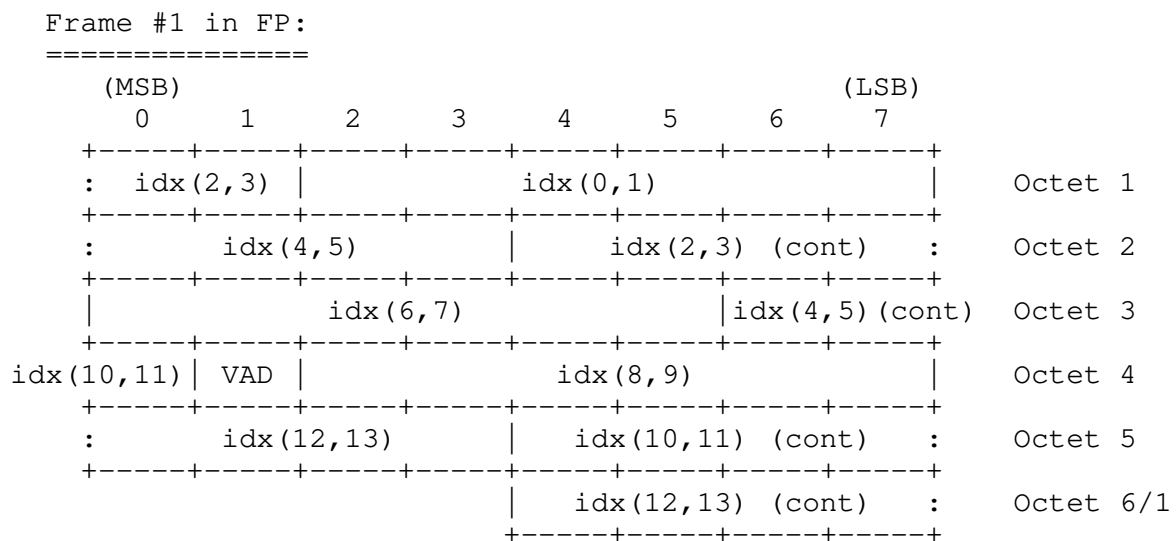 Frame #1 in FP:
===============
(MSB) (LSB)
0 1 2 3 4 5 6 7
+-----+-----+-----+-----+-----+-----+-----+-----+
: idx(2,3) | idx(0,1) | Octet 1
+-----+-----+-----+-----+-----+-----+-----+-----+
: idx(4,5) | idx(2,3) (cont) : Octet 2
+-----+-----+-----+-----+-----+-----+-----+-----+
| idx(6,7) |idx(4,5)(cont) Octet 3
+-----+-----+-----+-----+-----+-----+-----+-----+
idx(10,11)| VAD | idx(8,9) | Octet 4
+-----+-----+-----+-----+-----+-----+-----+-----+
: idx(12,13) | idx(10,11) (cont) : Octet 5
+-----+-----+-----+-----+-----+-----+-----+-----+
| idx(12,13) (cont) : Octet 6/1
+-----+-----+-----+-----+